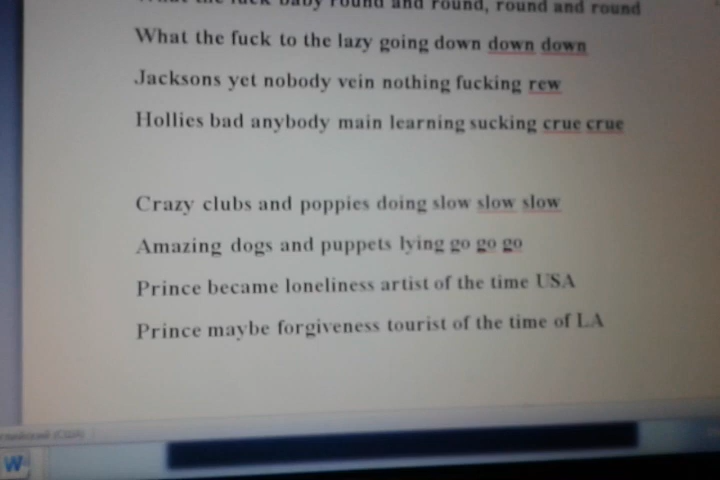 What the fuck baby round and round, round and round
What the fuck to the lazy going down down down
Jacksons yet nobody vein nothing fucking rew
Hollies bad anybody main learning sucking crue crue
Crazy clubs and poppies doing slow slow slow
Amazing dogs and puppets lying go go go
Prince became loneliness artist of the time USA
Prince maybe forgiveness tourist of the time of LA
(США)
W